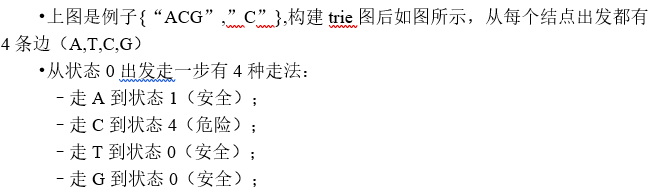 •上图是例子{“ACG”,”C”},构建 trie 图后如图所示，从每个结点出发都有
4 条边（A,T,C,G）
•从状态 0 出发走一步有 4 种走法：
–走 A 到状态 1（安全）；
–走 C 到状态 4（危险）；
–走 T 到状态 0（安全）；
–走 G 到状态 0（安全）；